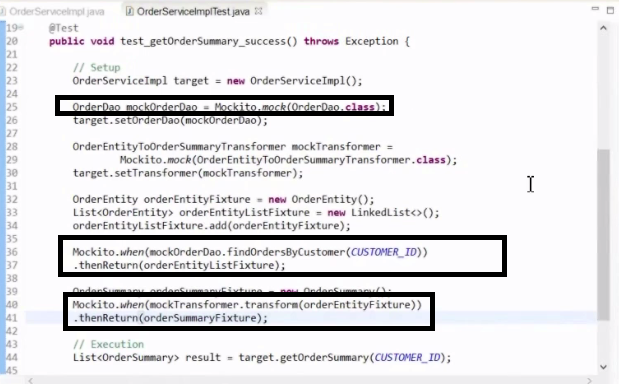 OrderServiceImpl.java OrderServiceImplTest.java
19 @Test
20 public void test_getOrderSummary_success() throws Exception {
21
22 // Setup
23 OrderServiceImpl target = new OrderServiceImpl();
24
25 OrderDao mockOrderDao = Mockito.mock(OrderDao.class);
26 target.setOrderDao(mockOrderDao);
27
28 OrderEntityToOrderSummaryTransformer mockTransformer =
29 Mockito.mock(OrderEntityToOrderSummaryTransformer.class);
30 target.setTransformer(mockTransformer);
31
32 OrderEntity orderEntityFixture = new OrderEntity();
33 List<OrderEntity> orderEntityListFixture = new LinkedList<>();
34 orderEntityListFixture.add(orderEntityFixture);
35
36 Mockito.when(mockOrderDao.findOrdersByCustomer(CUSTOMER_ID))
37 .thenReturn(orderEntityListFixture);
38
39 OrderSummary orderSummaryFixture = new OrderSummary();
40 Mockito.when(mockTransformer.transform(orderEntityFixture))
41 .thenReturn(orderSummaryFixture);
42
43 // Execution
44 List<OrderSummary> result = target.getOrderSummary(CUSTOMER_ID);
45